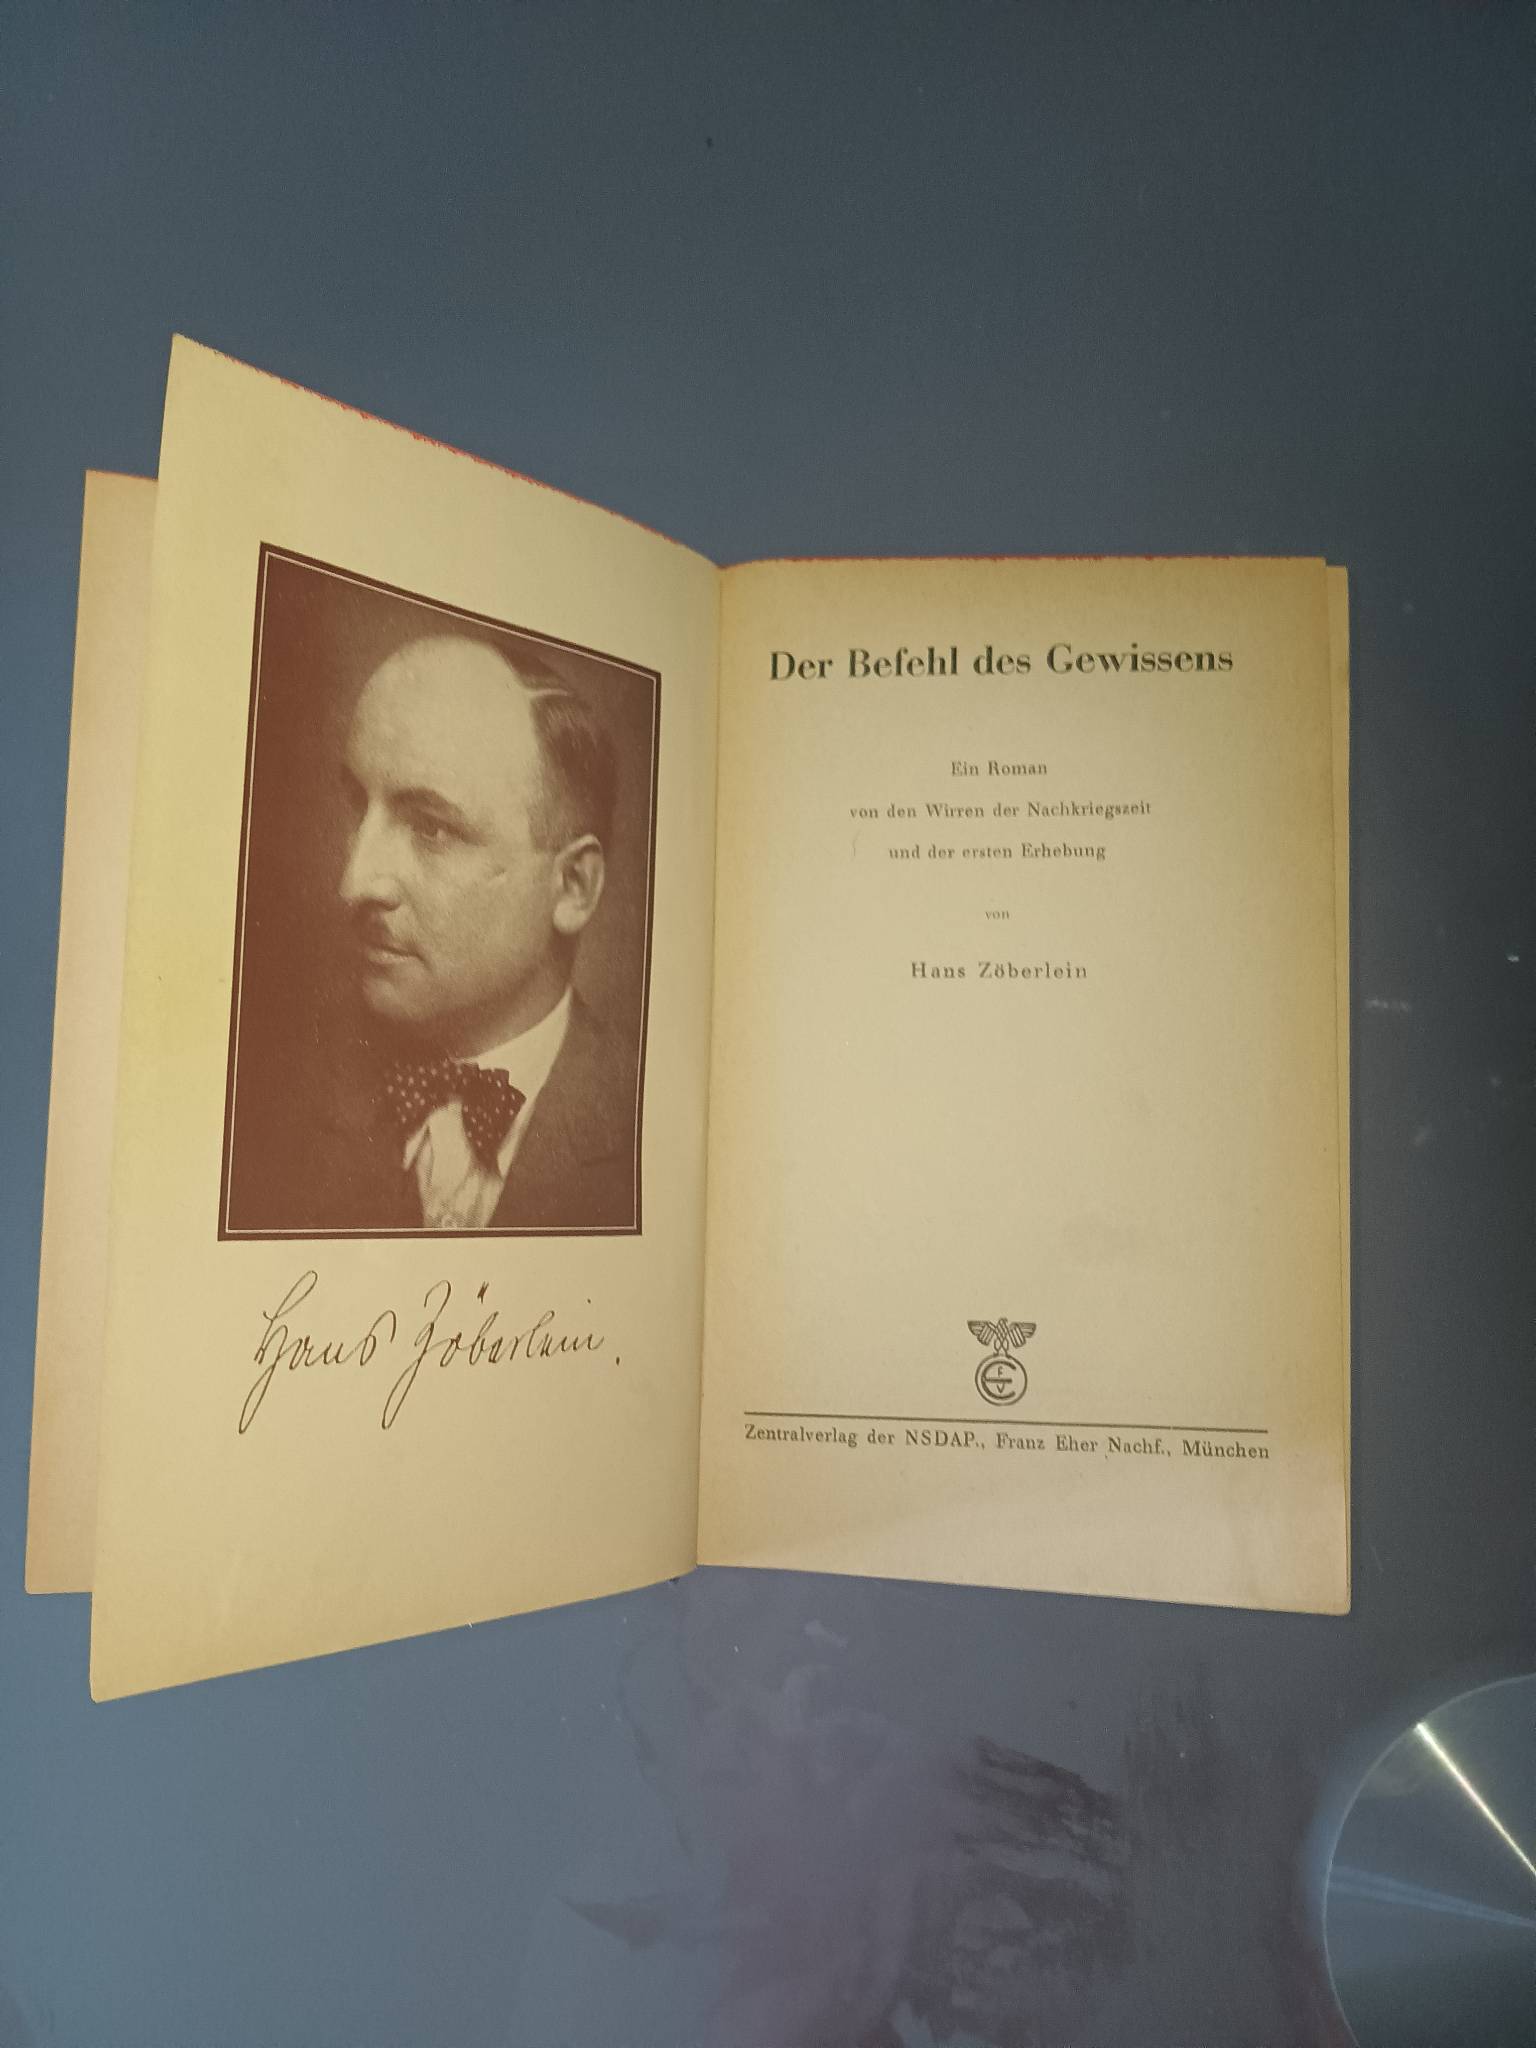 Hans Zöberlein.
Der Befehl des Gewissens
Ein Roman
von den Wirren der Nachkriegszeit
und der ersten Erhebung
von
Hans Zöberlein
F
E
V
Zentralverlag der NSDAP., Franz Eher Nachf., München